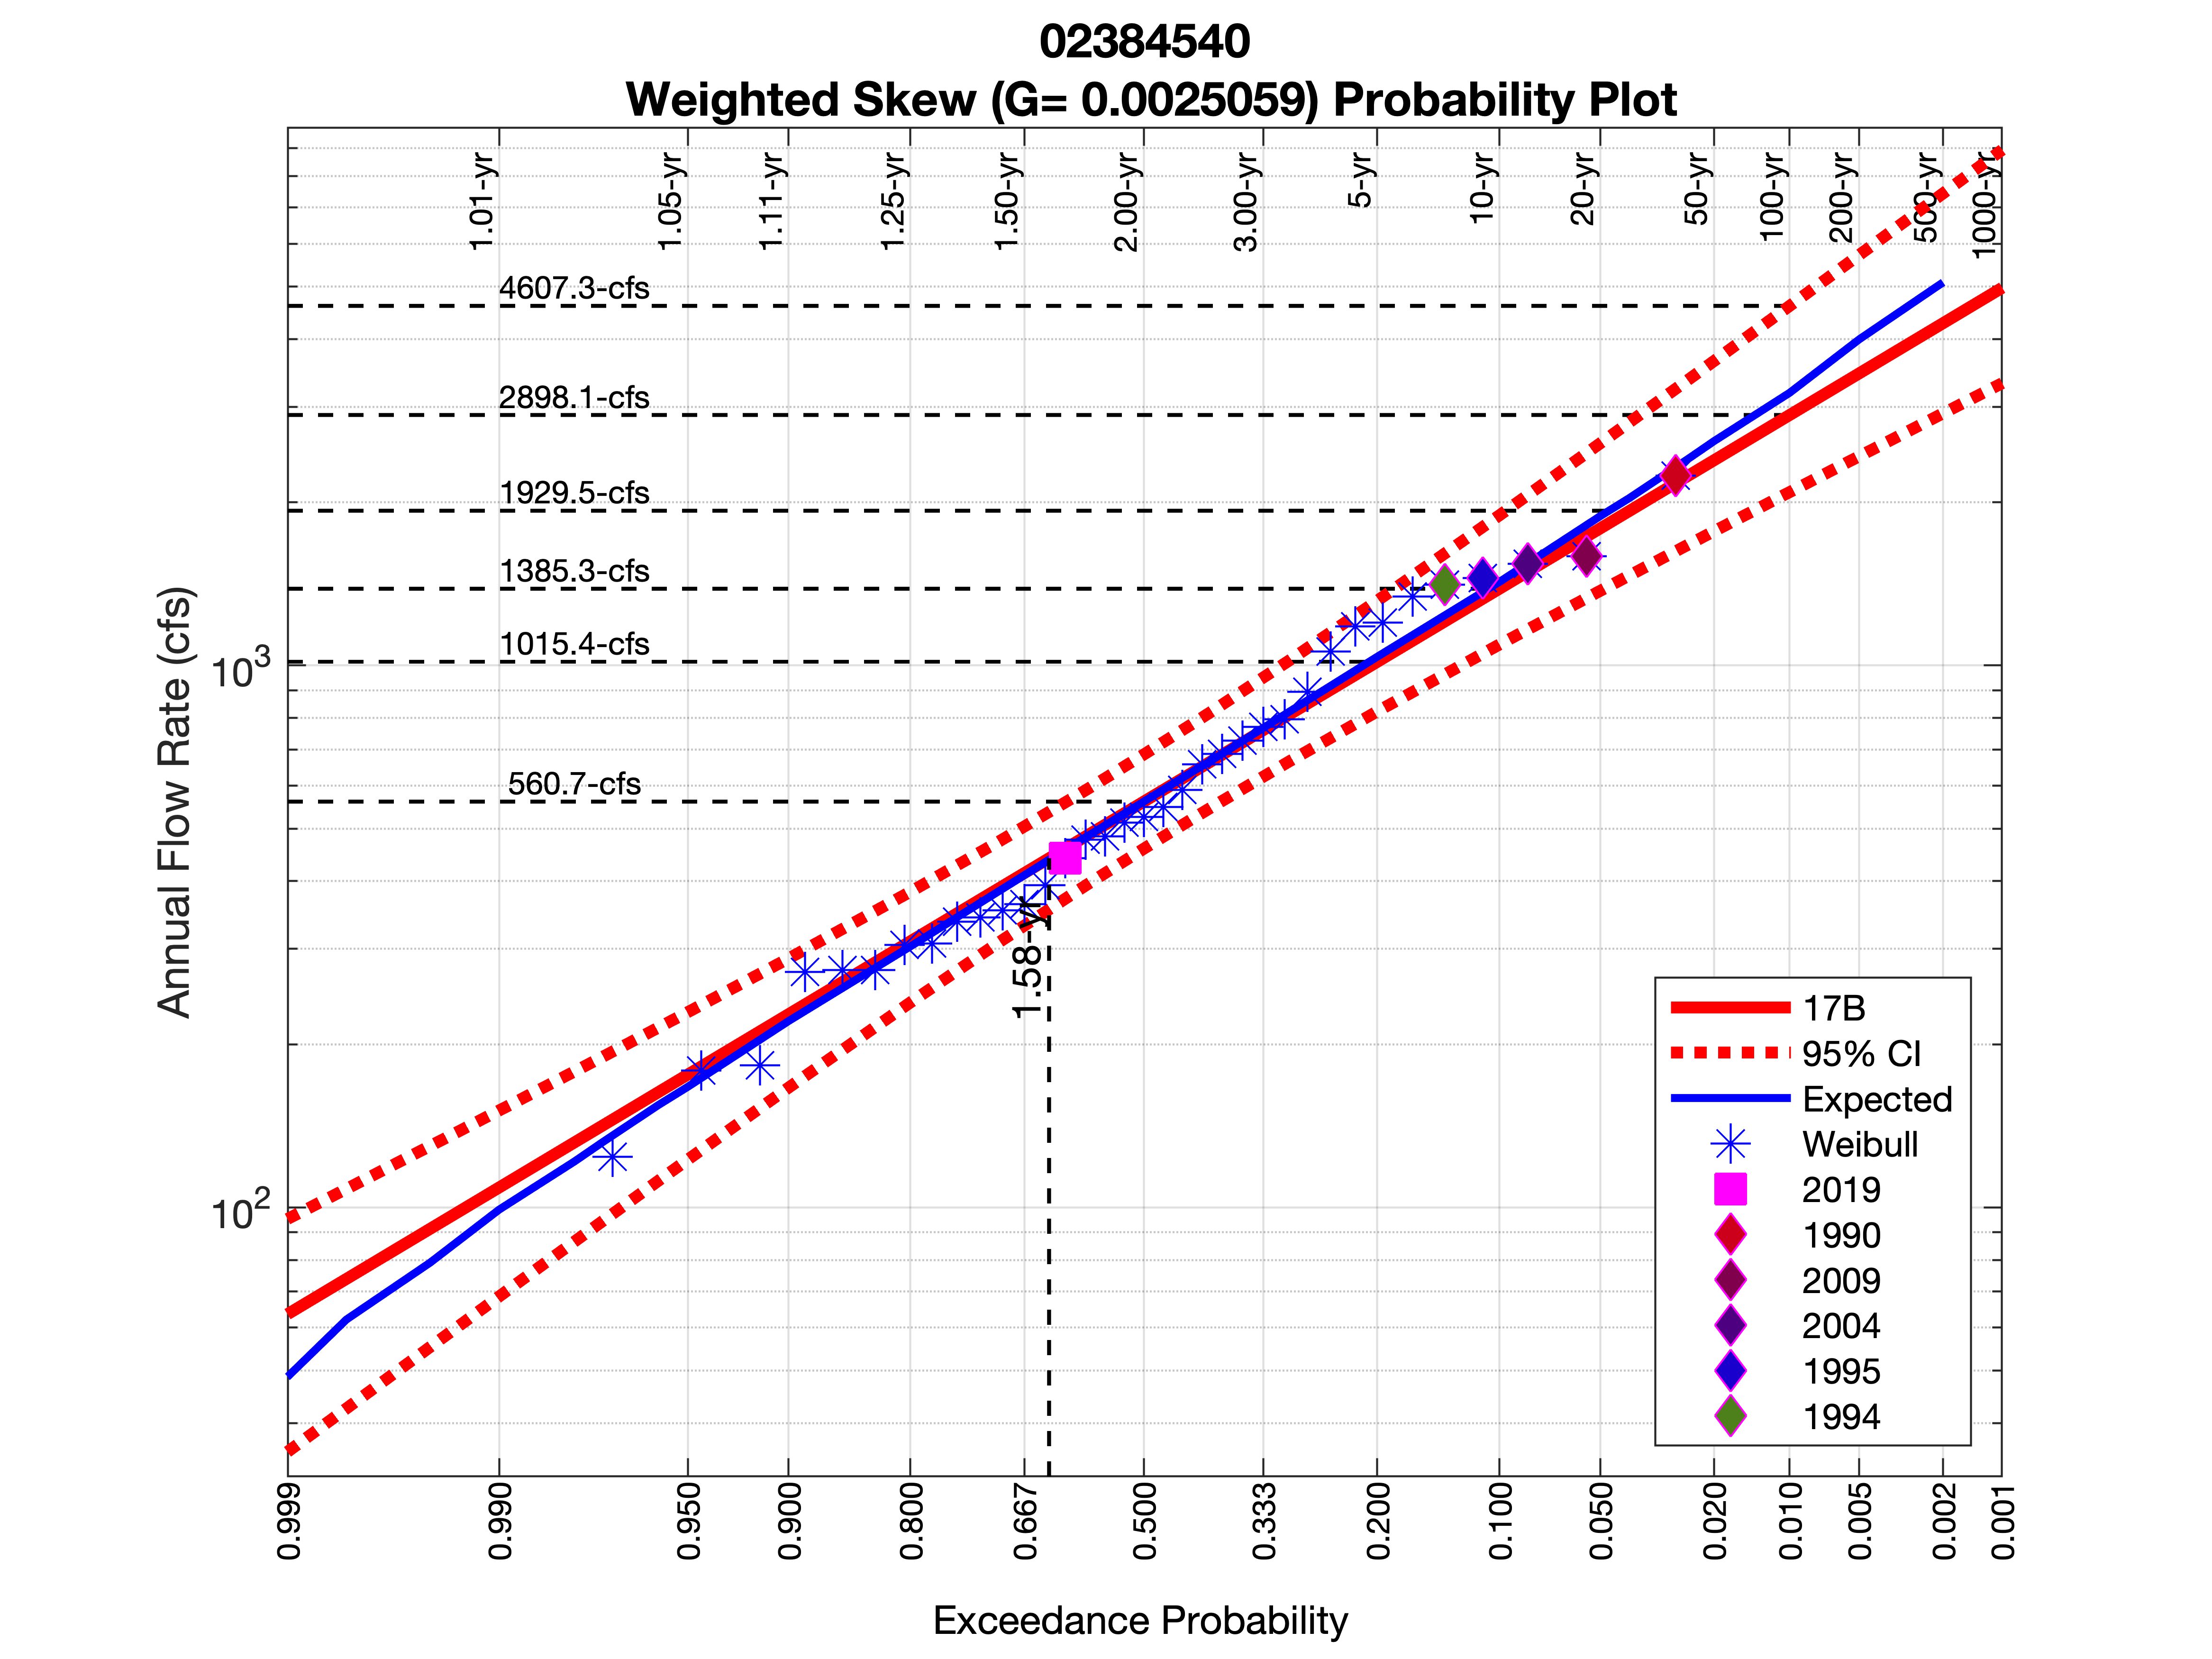 02384540
Weighted Skew (G= 0.0025059) Probability Plot
1.01-yr
1.05-yr
1.11-yr
1.25-yr
1.50-yr
2.00-yr
3.00-yr
5-yr
10-yr
20-yr
50-yr
100-yr
200-yr
500-yr
1000-yr
4607.3-cfs
2898.1-cfs
1929.5-cfs
1385.3-cfs
1015.4-cfs
560.7-cfs
1.58-yr
Annual Flow Rate (cfs)
10³
10²
17B
95% CI
Expected
Weibull
2019
1990
2009
2004
1995
1994
0.999
0.990
0.950
0.900
0.800
0.667
0.500
0.333
0.200
0.100
0.050
0.020
0.010
0.005
0.002
0.001
Exceedance Probability